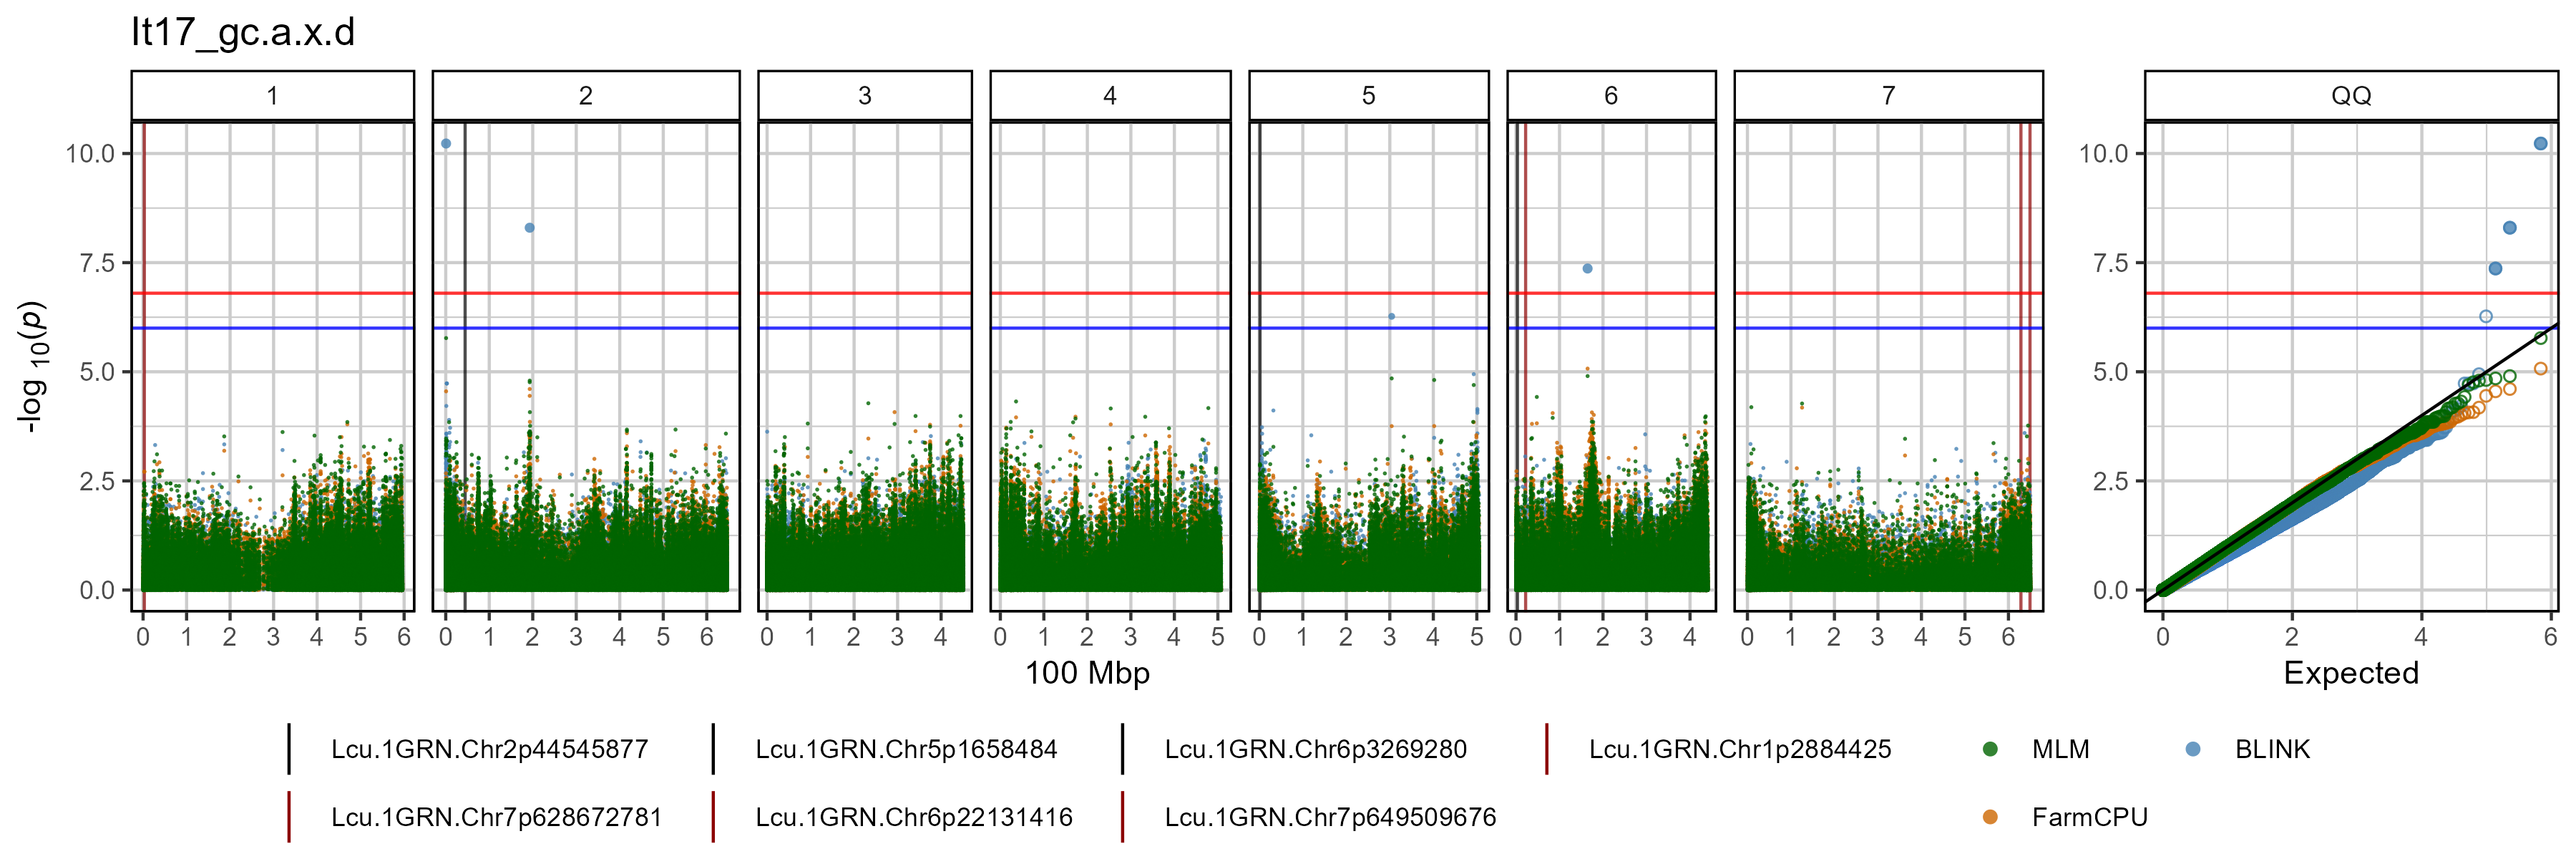 It17_gc.a.x.d
1 2 3 4 5 6 7 QQ
-log 10(p)
10.0
7.5
5.0
2.5
0.0
10.0
7.5
5.0
2.5
0.0
0 1 2 3 4 5 6 0 1 2 3 4 5 6 0 1 2 3 4 0 1 2 3 4 5 0 1 2 3 4 5 0 1 2 3 4 0 1 2 3 4 5 6 0 2 4 6
100 Mbp Expected
Lcu.1GRN.Chr2p44545877 Lcu.1GRN.Chr5p1658484 Lcu.1GRN.Chr6p3269280 Lcu.1GRN.Chr1p2884425 MLM BLINK
Lcu.1GRN.Chr7p628672781 Lcu.1GRN.Chr6p22131416 Lcu.1GRN.Chr7p649509676 FarmCPU